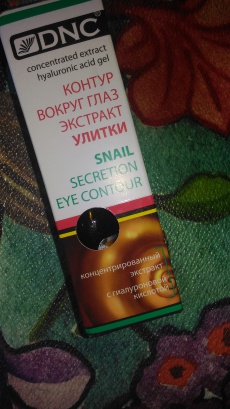 DNC
concentrated extract
hyaluronic acid gel
КОНТУР
ВОКРУГ ГЛАЗ
ЭКСТРАКТ
УЛИТКИ
SNAIL
SECRETION
EYE CONTOUR
концентрированный
экстракт
с гиалуроновой
кислотой